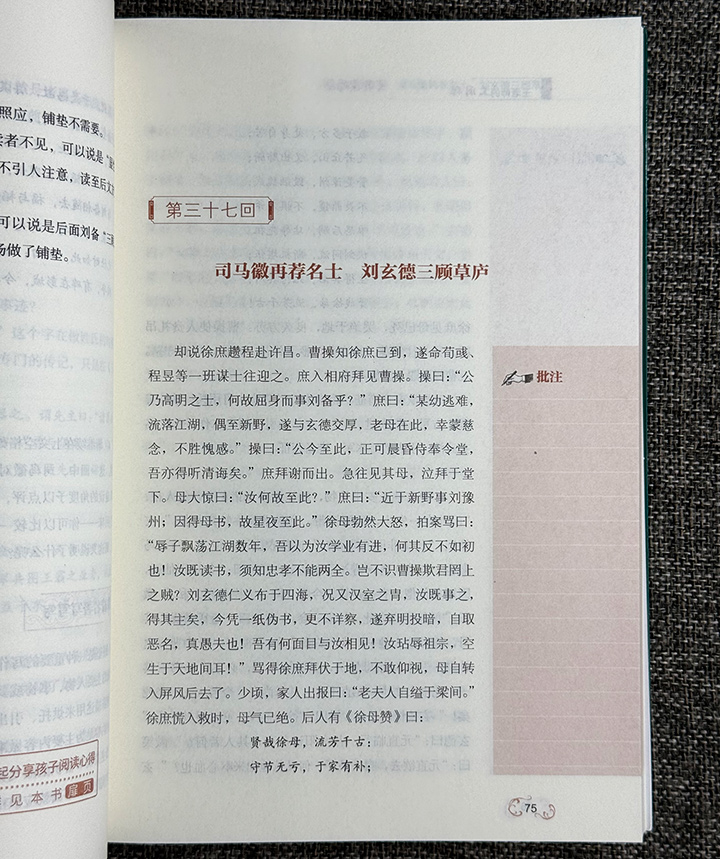 照应，铺垫不需要。
者不见，可以说是
不引人注意，读至后
可以说是后面刘备“三
做了铺垫。
起分享孩子阅读心得
见本书 扉页
第三十七回
司马徽再荐名士 刘玄德三顾草庐
却说徐庶趱程赴许昌。曹操知徐庶已到，遂命荀彧、
程昱等一班谋士往迎之。庶入相府拜见曹操。操曰：“公
乃高明之士，何故屈身而事刘备乎？”庶曰：“某幼逃难，
流落江湖，偶至新野，遂与玄德交厚，老母在此，幸蒙慈
念，不胜愧感。”操曰：“公今至此，正可晨昏侍奉令堂，
吾亦得听清诲矣。”庶拜谢而出。急往见其母，泣拜于堂
下。母大惊曰：“汝何故至此？”庶曰：“近于新野事刘豫
州；因得母书，故星夜至此。”徐母勃然大怒，拍案骂曰：
“辱子飘荡江湖数年，吾以为汝学业有进，何其反不如初
也！汝既读书，须知忠孝不能两全。岂不识曹操欺君罔上
之贼？刘玄德仁义布于四海，况又汉室之胄，汝既事之，
得其主矣，今凭一纸伪书，更不详察，遂弃明投暗，自取
恶名，真愚夫也！吾有何面目与汝相见！汝玷辱祖宗，空
生于天地间耳！”骂得徐庶拜伏于地，不敢仰视，母自转
入屏风后去了。少顷，家人出报曰：“老夫人自缢于梁间。”
徐庶慌入救时，母气已绝。后人有《徐母赞》曰：
贤哉徐母，流芳千古：
守节无亏，于家有补；
批注
75